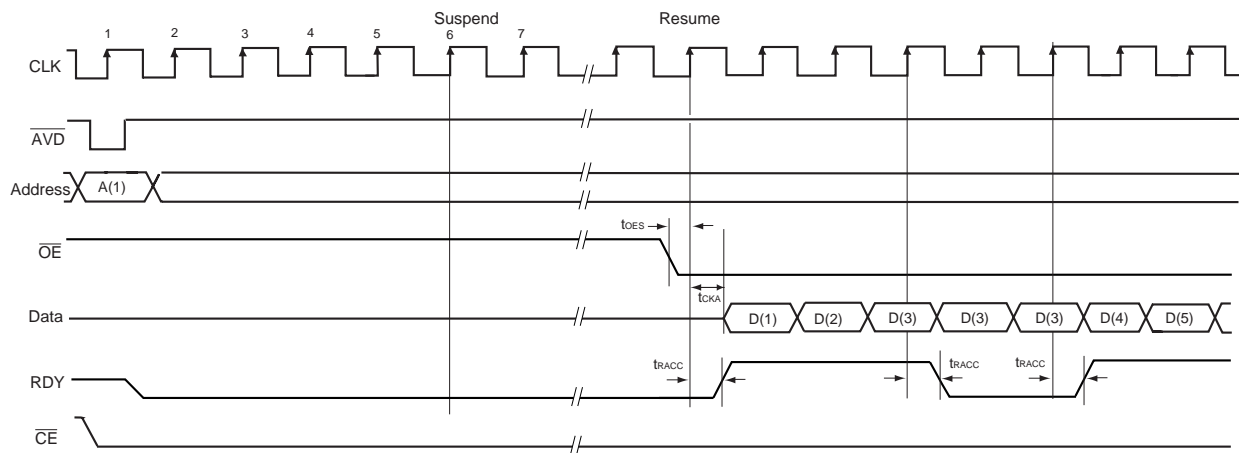 Suspend Resume
1 2 3 4 5 6 7
CLK
AVD
Address A(1)
tOES
OE
tCKA
Data D(1) D(2) D(3) D(3) D(3) D(4) D(5)
tRACC tRACC tRACC
RDY
CE